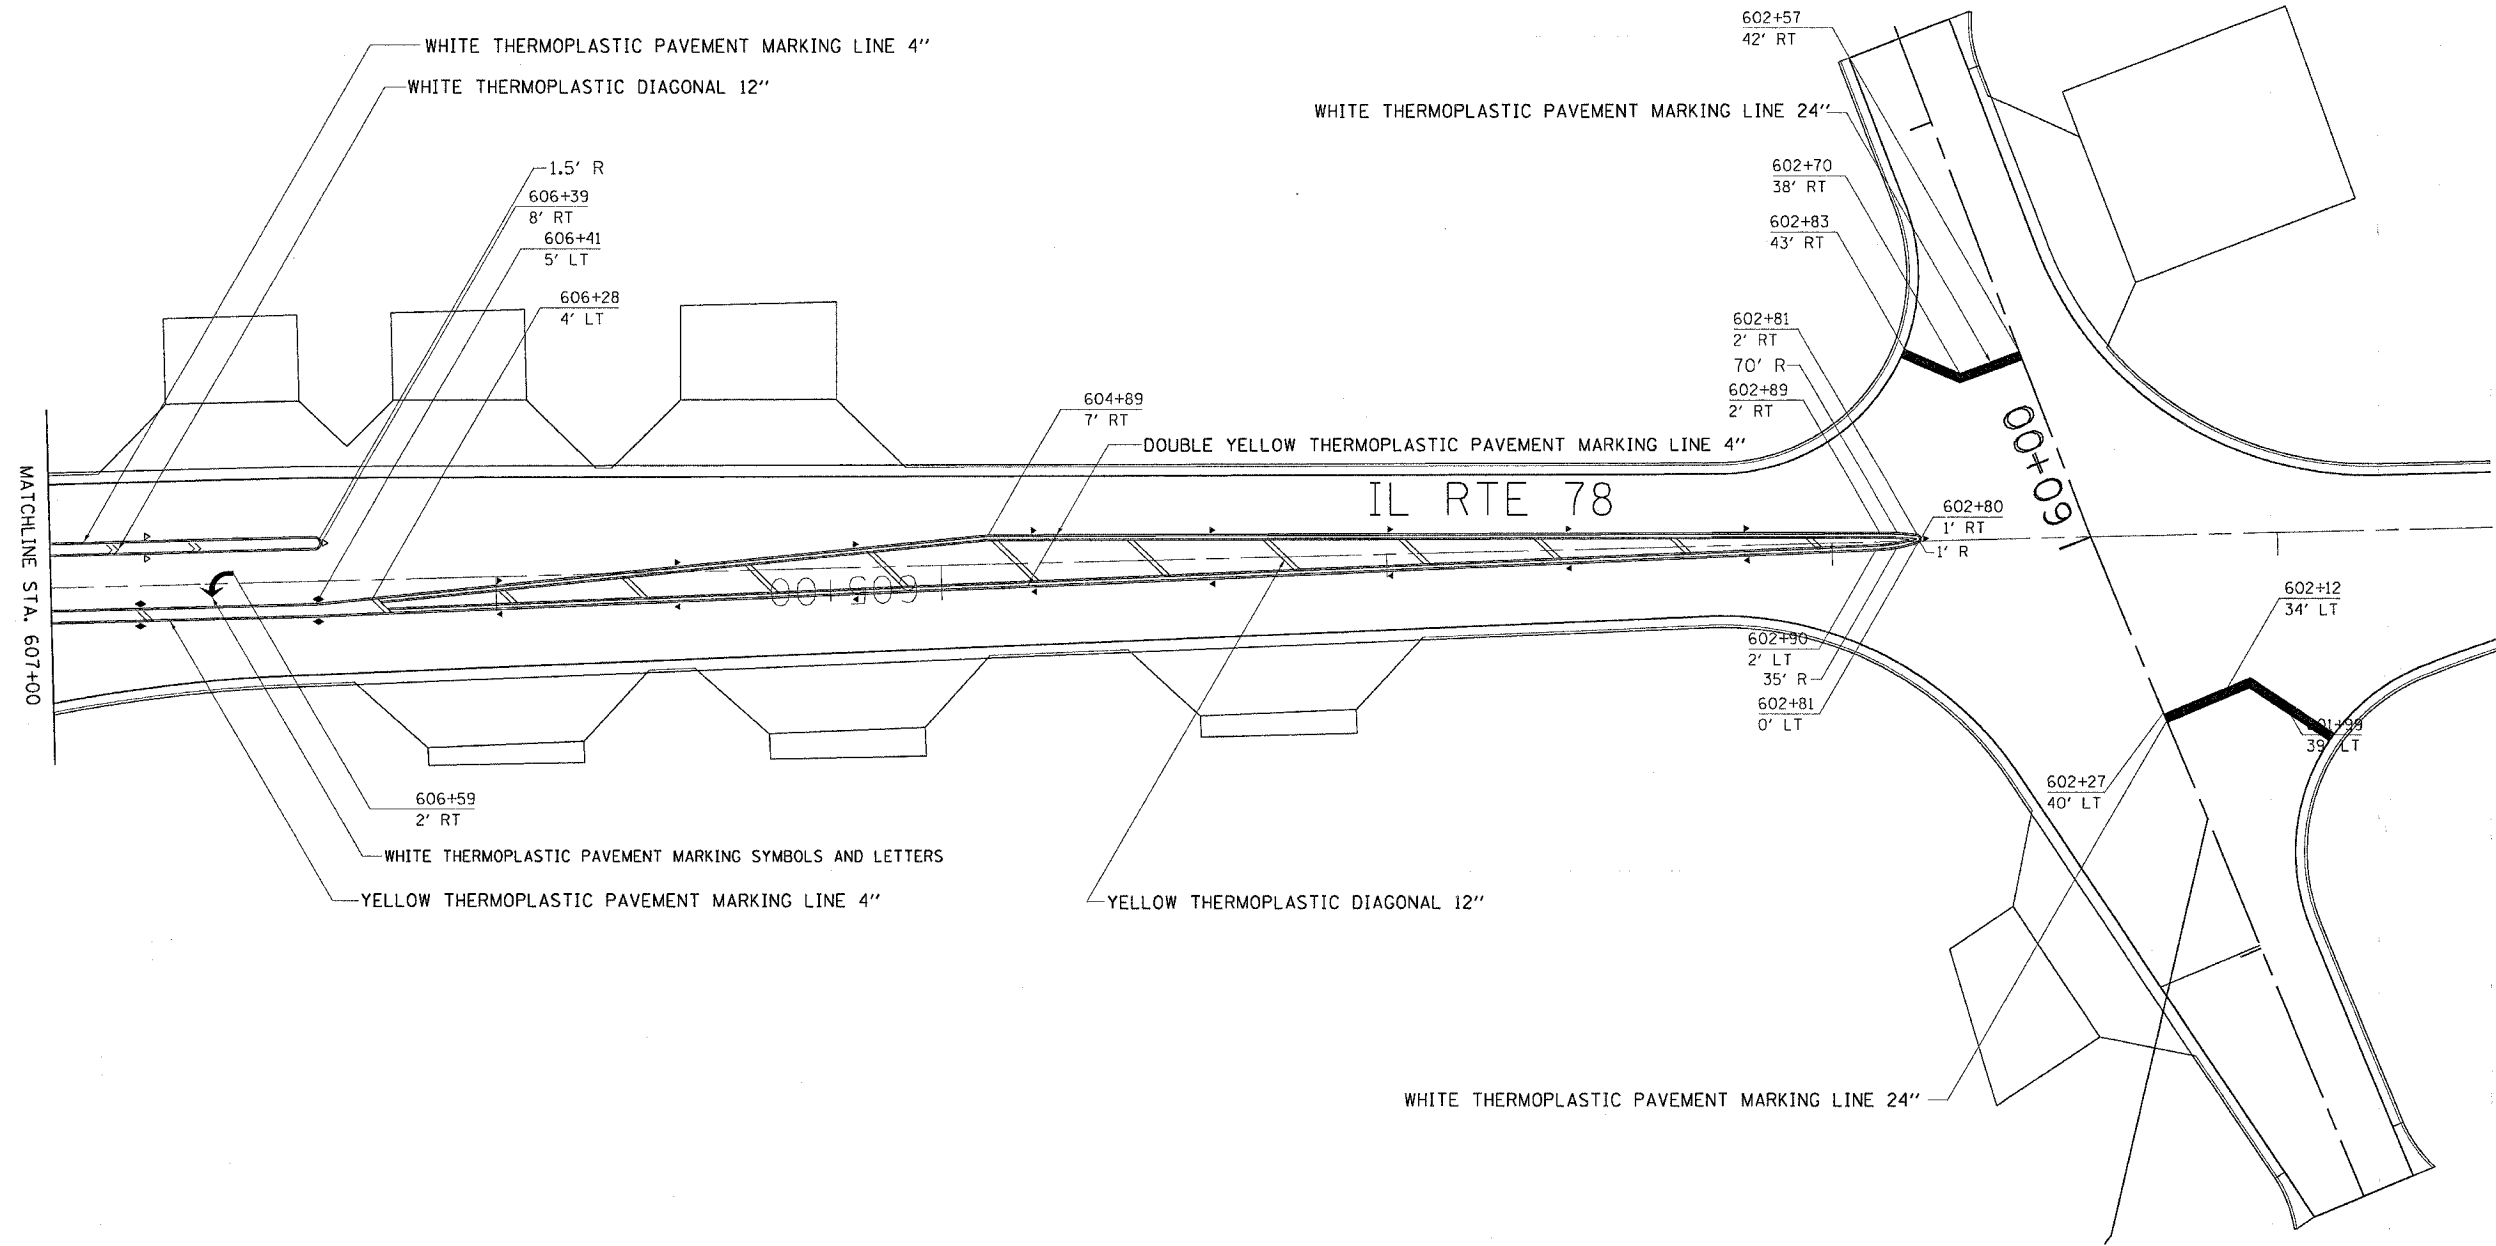 602+57
42' RT
WHITE THERMOPLASTIC PAVEMENT MARKING LINE 4"
WHITE THERMOPLASTIC DIAGONAL 12"
WHITE THERMOPLASTIC PAVEMENT MARKING LINE 24"
1.5' R
606+39
8' RT
606+41
5' LT
606+28
4' LT
602+70
38' RT
602+83
43' RT
602+81
2' RT
70' R
602+89
2' RT
604+89
7' RT
DOUBLE YELLOW THERMOPLASTIC PAVEMENT MARKING LINE 4"
IL RTE 78
60+00
602+80
1' RT
1' R
605+00
MATCHLINE STA. 607+00
602+12
34' LT
602+90
2' LT
35' R
602+81
0' LT
601+99
39' LT
602+27
40' LT
606+59
2' RT
WHITE THERMOPLASTIC PAVEMENT MARKING SYMBOLS AND LETTERS
YELLOW THERMOPLASTIC PAVEMENT MARKING LINE 4"
YELLOW THERMOPLASTIC DIAGONAL 12"
WHITE THERMOPLASTIC PAVEMENT MARKING LINE 24"